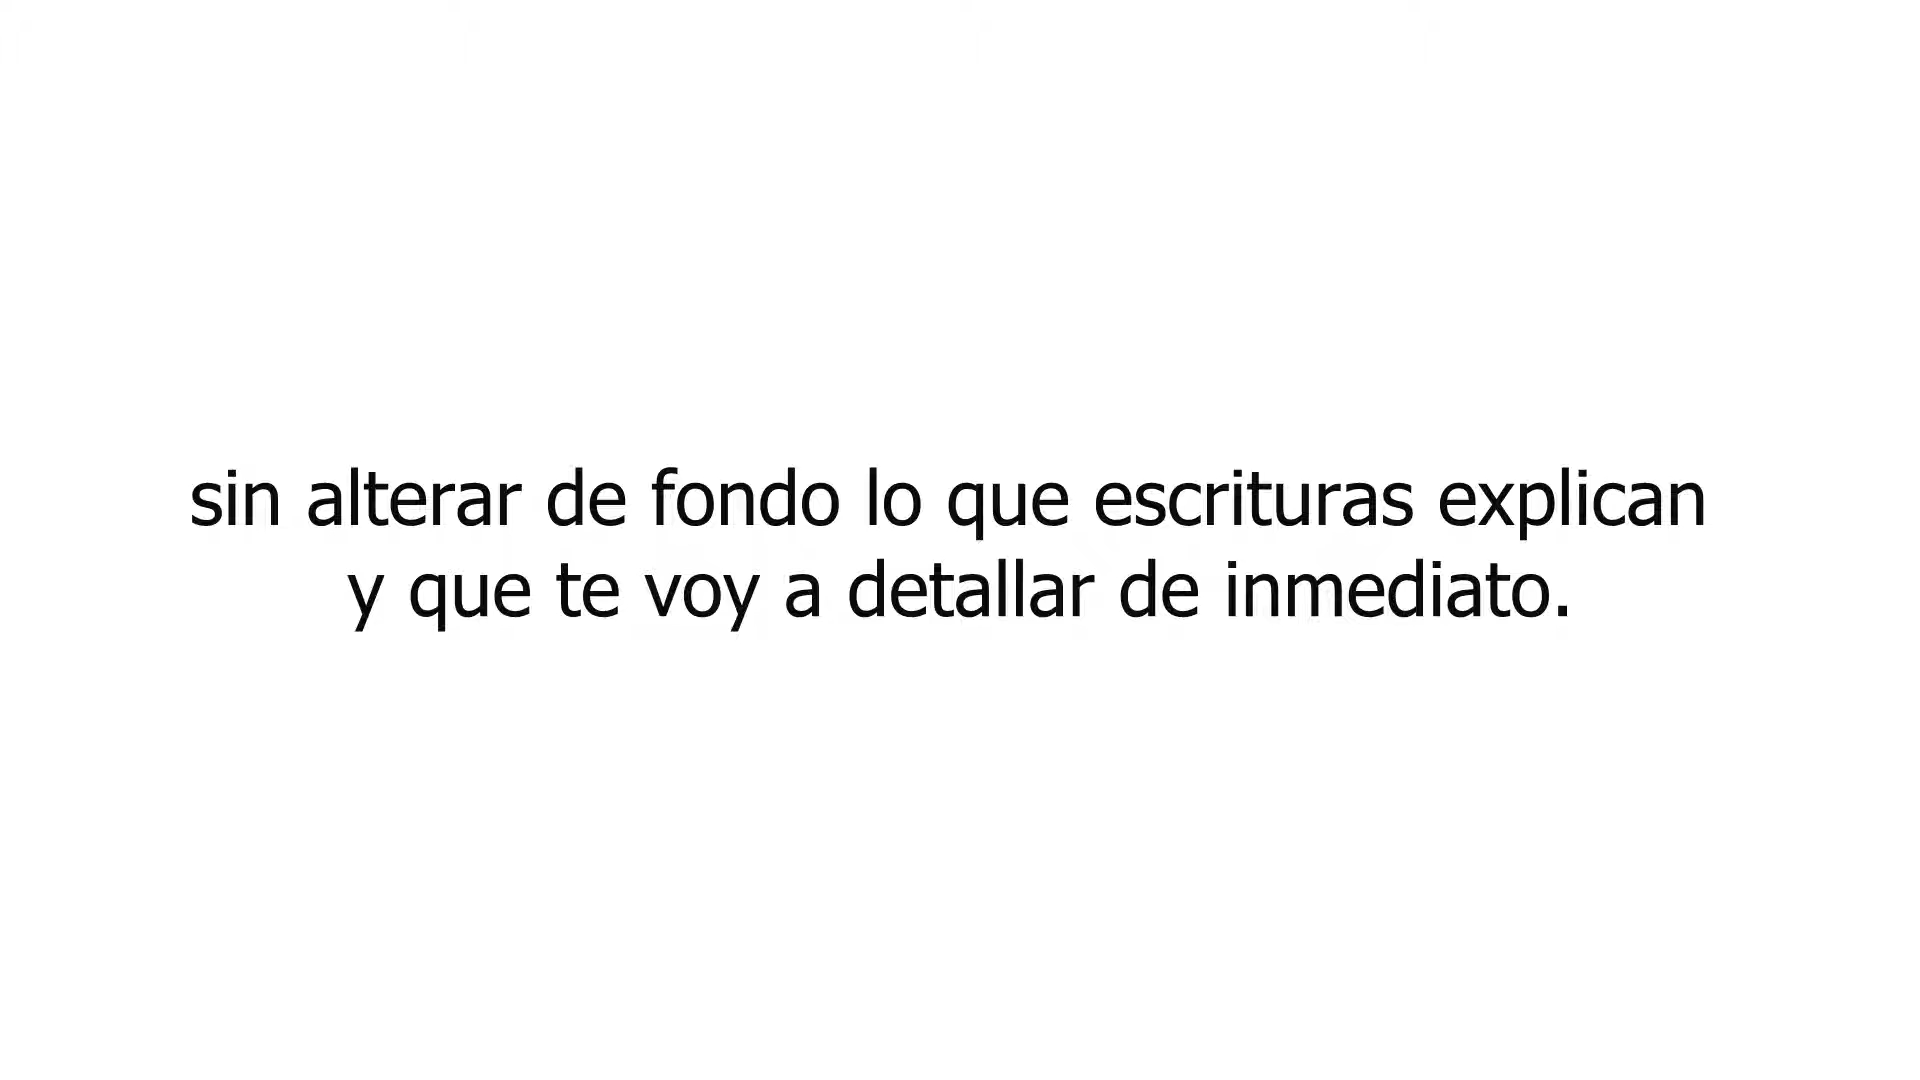 sin alterar de fondo lo que escrituras explican
y que te voy a detallar de inmediato.